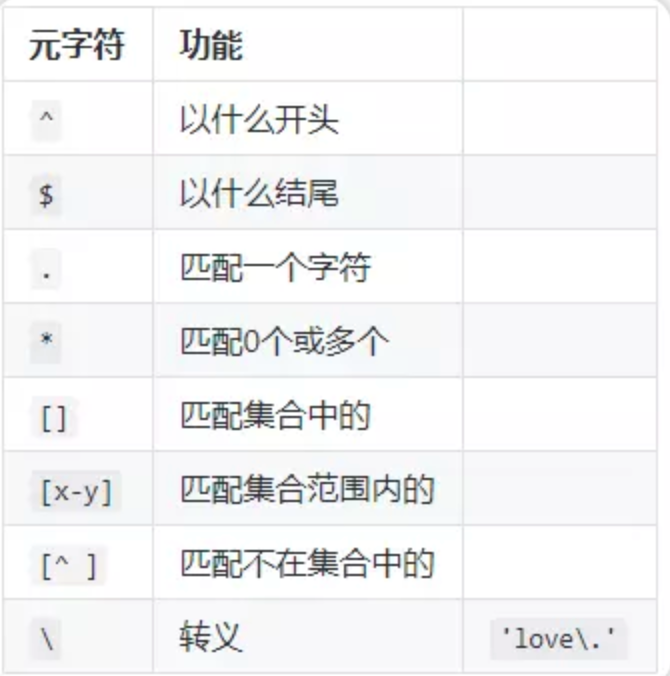 元字符 功能
^ 以什么开头
$ 以什么结尾
. 匹配一个字符
* 匹配0个或多个
[] 匹配集合中的
[x-y] 匹配集合范围内的
[^ ] 匹配不在集合中的
\ 转义 'love\.'